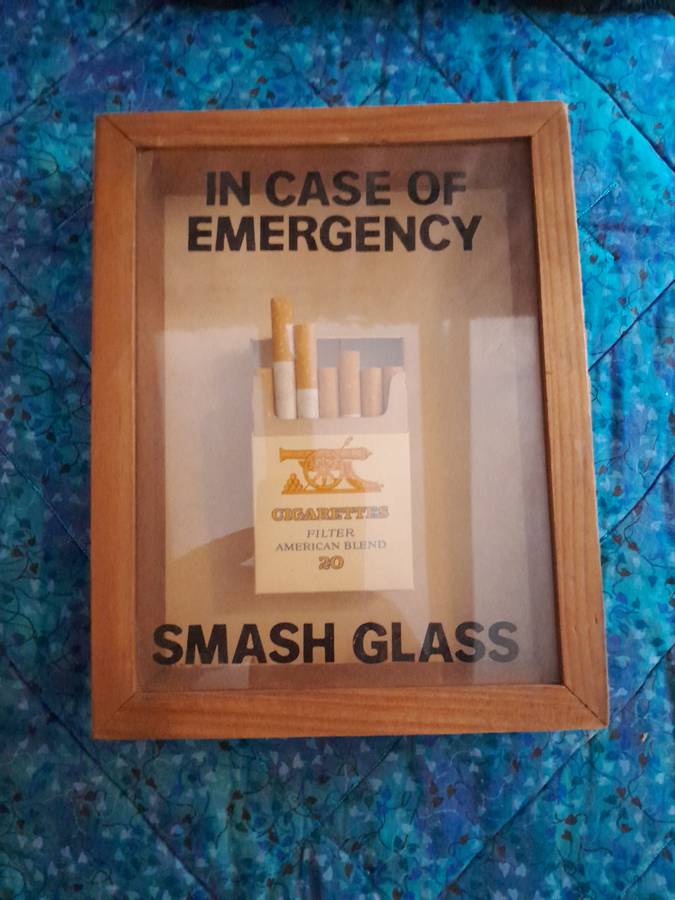 IN CASE OF
EMERGENCY
CIGARETTES
FILTER
AMERICAN BLEND
20
SMASH GLASS